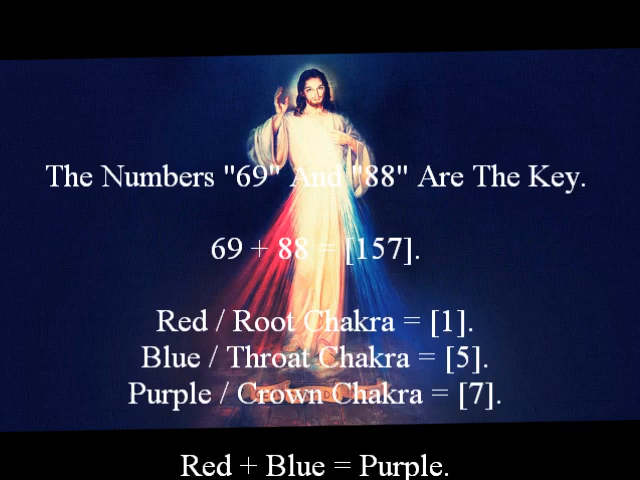 The Numbers "69" And "88" Are The Key.
69 + 88 = [157].
Red / Root Chakra = [1].
Blue / Throat Chakra = [5].
Purple / Crown Chakra = [7].
Red + Blue = Purple.